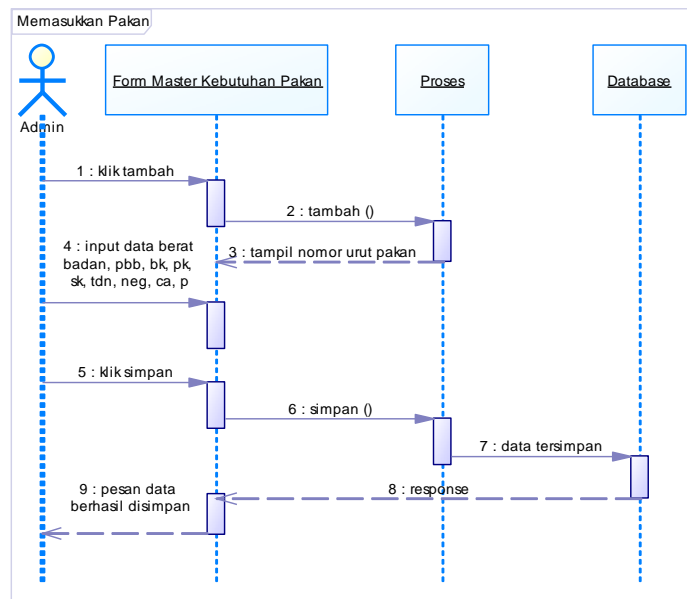 Memasukkan Pakan
Form Master Kebutuhan Pakan
Proses
Database
Admin
1 : klik tambah
2 : tambah ()
3 : tampil nomor urut pakan
4 : input data berat
badan, pbb, bk, pk,
sk, tdn, neg, ca, p
5 : klik simpan
6 : simpan ()
7 : data tersimpan
8 : response
9 : pesan data
berhasil disimpan